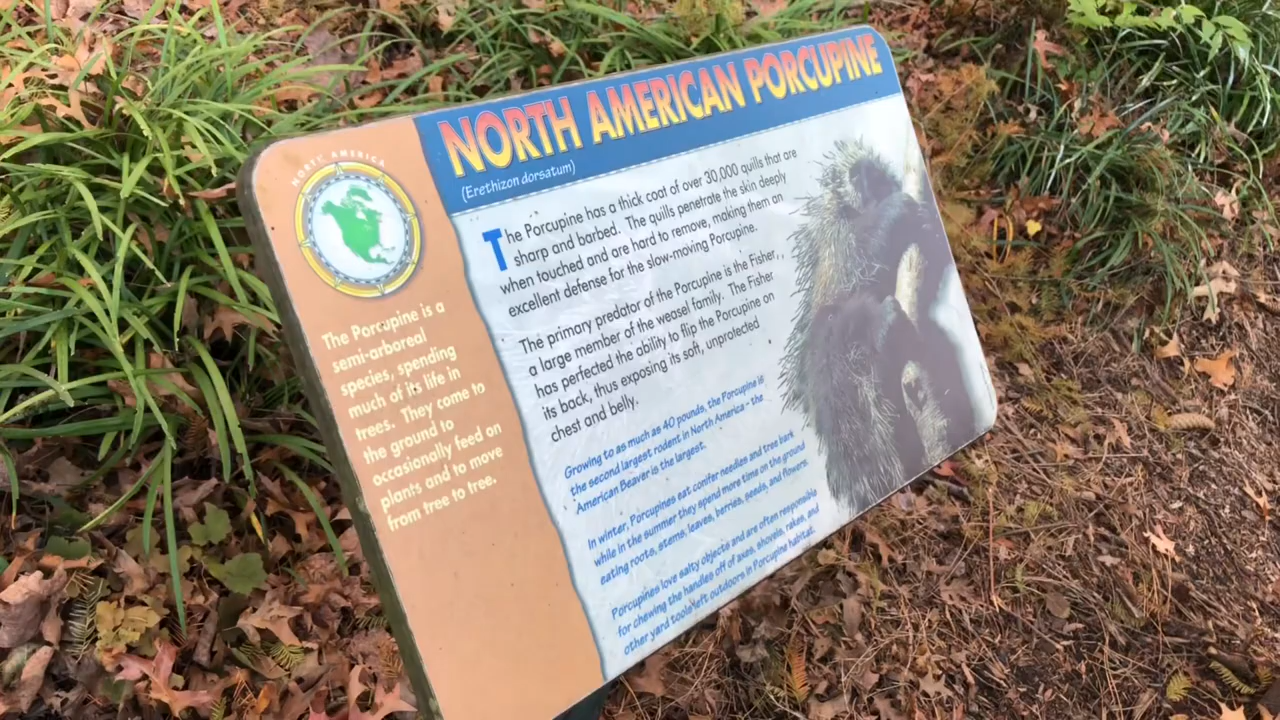 NORTH AMERICAN PORCUPINE
(Erethizon dorsatum)
NORTH AMERICA
The Porcupine is a
semi-arboreal
species, spending
much of its life in
trees. They come to
the ground to
occasionally feed on
plants and to move
from tree to tree.
The Porcupine has a thick coat of over 30,000 quills that are
sharp and barbed. The quills penetrate the skin deeply
when touched and are hard to remove, making them an
excellent defense for the slow-moving Porcupine.
The primary predator of the Porcupine is the Fisher,
a large member of the weasel family. The Fisher
has perfected the ability to flip the Porcupine on
its back, thus exposing its soft, unprotected
chest and belly.
Growing to as much as 40 pounds, the Porcupine is
the second largest rodent in North America - the
American Beaver is the largest.
In winter, Porcupines eat conifer needles and tree bark
while in the summer they spend more time on the ground
eating roots, stems, leaves, berries, seeds, and flowers.
Porcupines love salty objects and are often responsible
for chewing the handles off of axes, shovels, rakes, and
other yard tools left outdoors in Porcupine habitat.